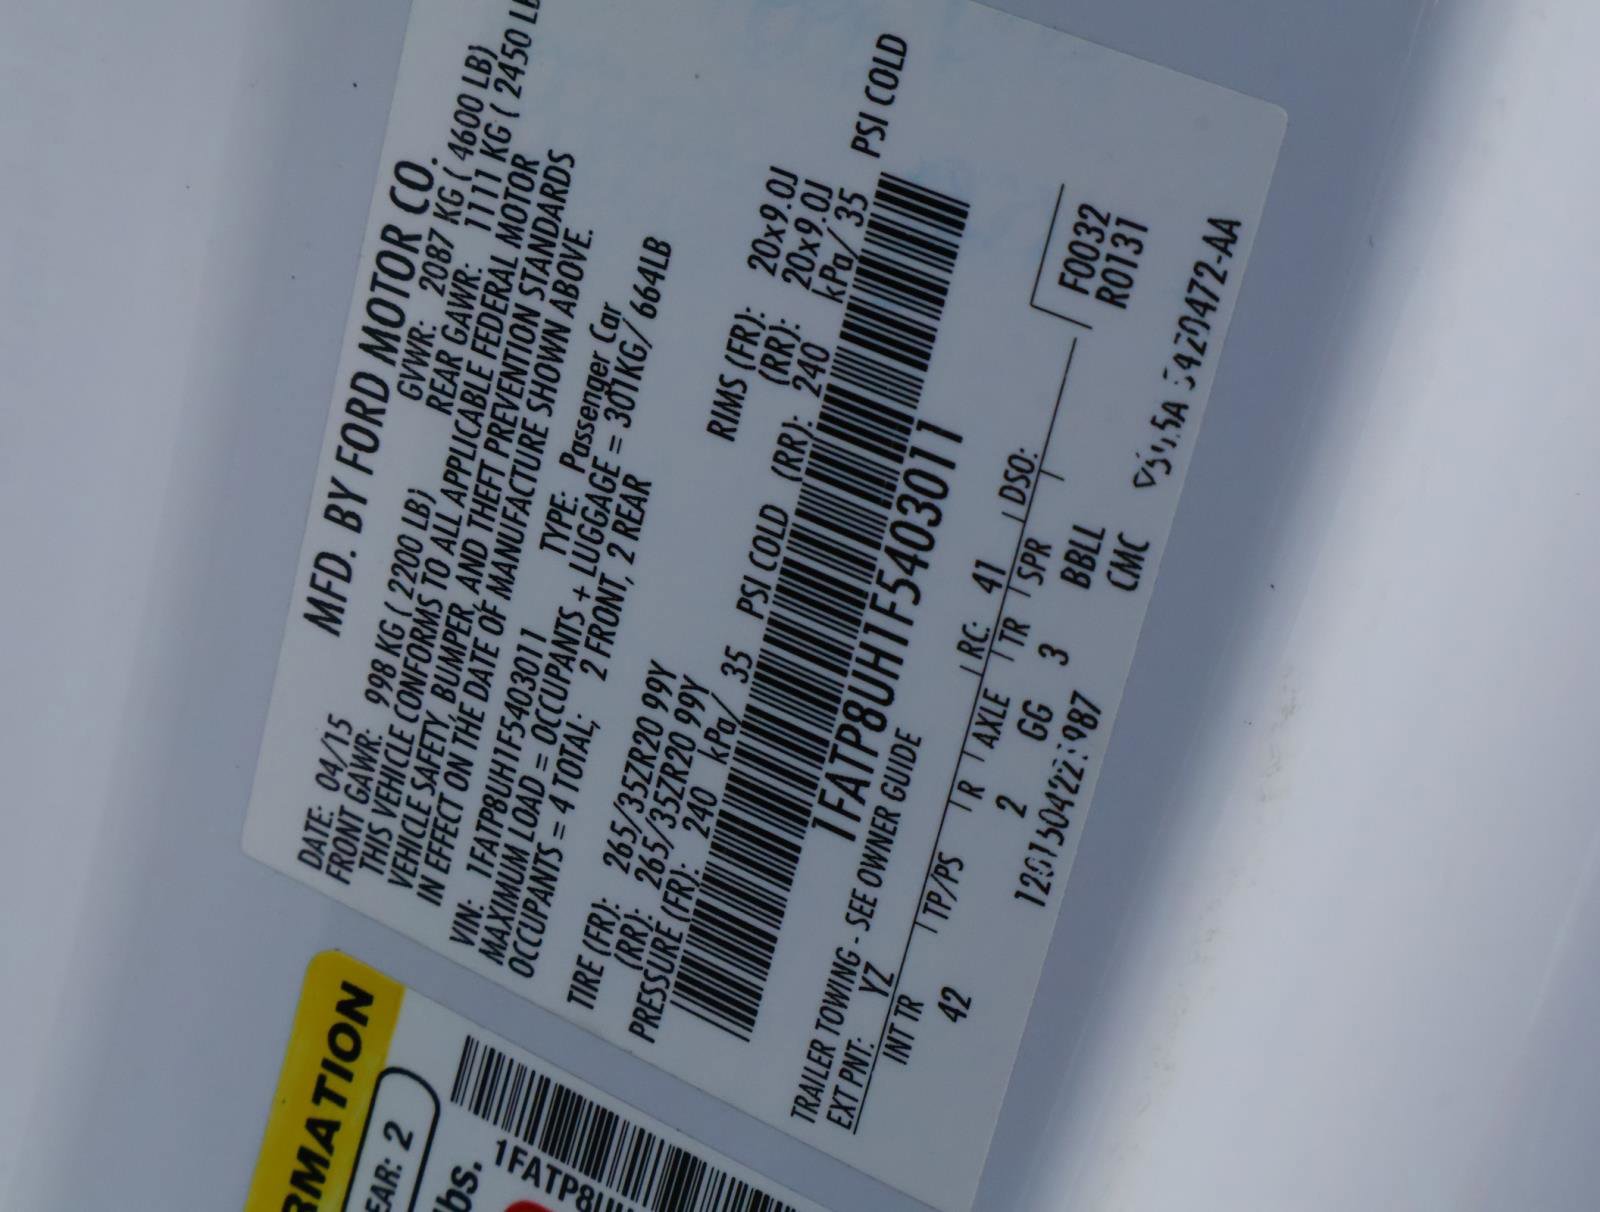 MFD. BY FORD MOTOR CO.
DATE: 04/15 GVWR: 2087 KG ( 4600 LB)
FRONT GAWR: 998 KG ( 2200 LB) REAR GAWR: 1111 KG ( 2450 LB
THIS VEHICLE CONFORMS TO ALL APPLICABLE FEDERAL MOTOR
VEHICLE SAFETY, BUMPER, AND THEFT PREVENTION STANDARDS
IN EFFECT ON THE DATE OF MANUFACTURE SHOWN ABOVE.
VIN: 1FATP8UH1F5403011 TYPE: Passenger Car
MAXIMUM LOAD = OCCUPANTS + LUGGAGE = 301KG/ 664LB
OCCUPANTS = 4 TOTAL; 2 FRONT, 2 REAR
TIRE (FR): 265/35ZR20 99Y RIMS (FR): 20x9.0J
(RR): 265/35ZR20 99Y (RR): 20x9.0J
PRESSURE (FR): 240 kPa/ 35 PSI COLD (RR): 240 kPa/ 35 PSI COLD
1FATP8UH1F5403011
TRAILER TOWING - SEE OWNER GUIDE
EXT PNT: YZ RC: 41 DSO:
INT TR TP/PS R AXLE TR SPR
42 2 GG 3 BBLL
CMC
F0032
R0131
RMATION
EAR: 2
bs.
1FATP8U